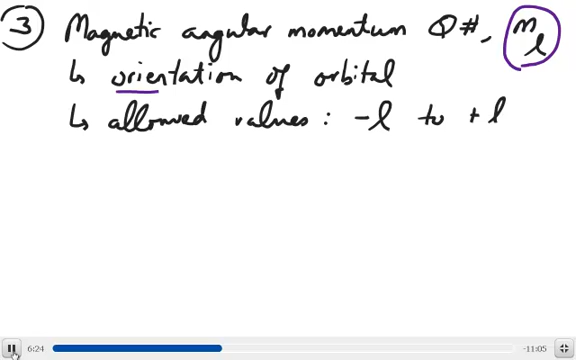 ③ Magnetic angular momentum Q#, mℓ
↳ orientation of orbital
↳ allowed values: -ℓ to +ℓ
6:24 -11:05